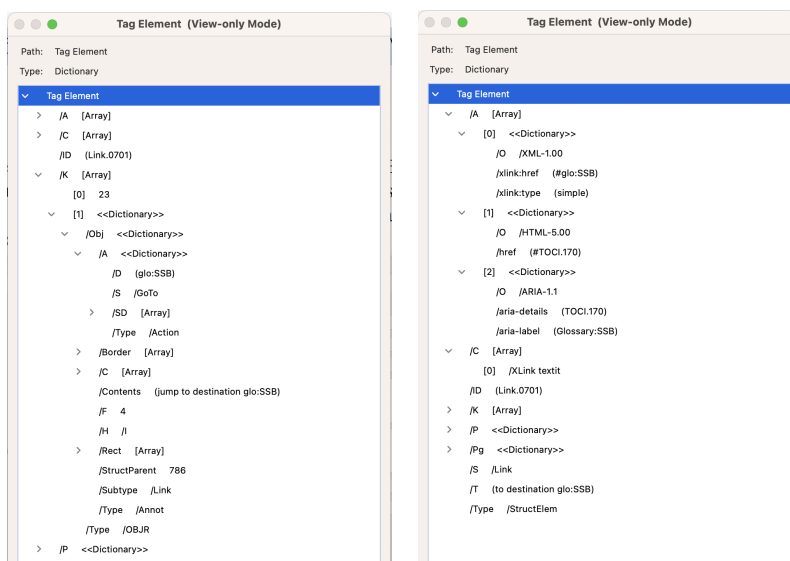 Tag Element (View-only Mode)
Path: Tag Element
Type: Dictionary
Tag Element
/A [Array]
/C [Array]
/ID (Link.0701)
/K [Array]
[0] 23
[1] <<Dictionary>>
/Obj <<Dictionary>>
/A <<Dictionary>>
/D (glo:SSB)
/S /GoTo
/SD [Array]
/Type /Action
/Border [Array]
/C [Array]
/Contents (jump to destination glo:SSB)
/F 4
/H /I
/Rect [Array]
/StructParent 786
/Subtype /Link
/Type /Annot
/Type /OBJR
/P <<Dictionary>>
Tag Element (View-only Mode)
Path: Tag Element
Type: Dictionary
Tag Element
/A [Array]
[0] <<Dictionary>>
/O /XML-1.00
/xlink:href (#glo:SSB)
/xlink:type (simple)
[1] <<Dictionary>>
/O /HTML-5.00
/href (#TOCI.170)
[2] <<Dictionary>>
/O /ARIA-1.1
/aria-details (TOCI.170)
/aria-label (Glossary:SSB)
/C [Array]
[0] /XLink textit
/ID (Link.0701)
/K [Array]
/P <<Dictionary>>
/Pg <<Dictionary>>
/S /Link
/T (to destination glo:SSB)
/Type /StructElem